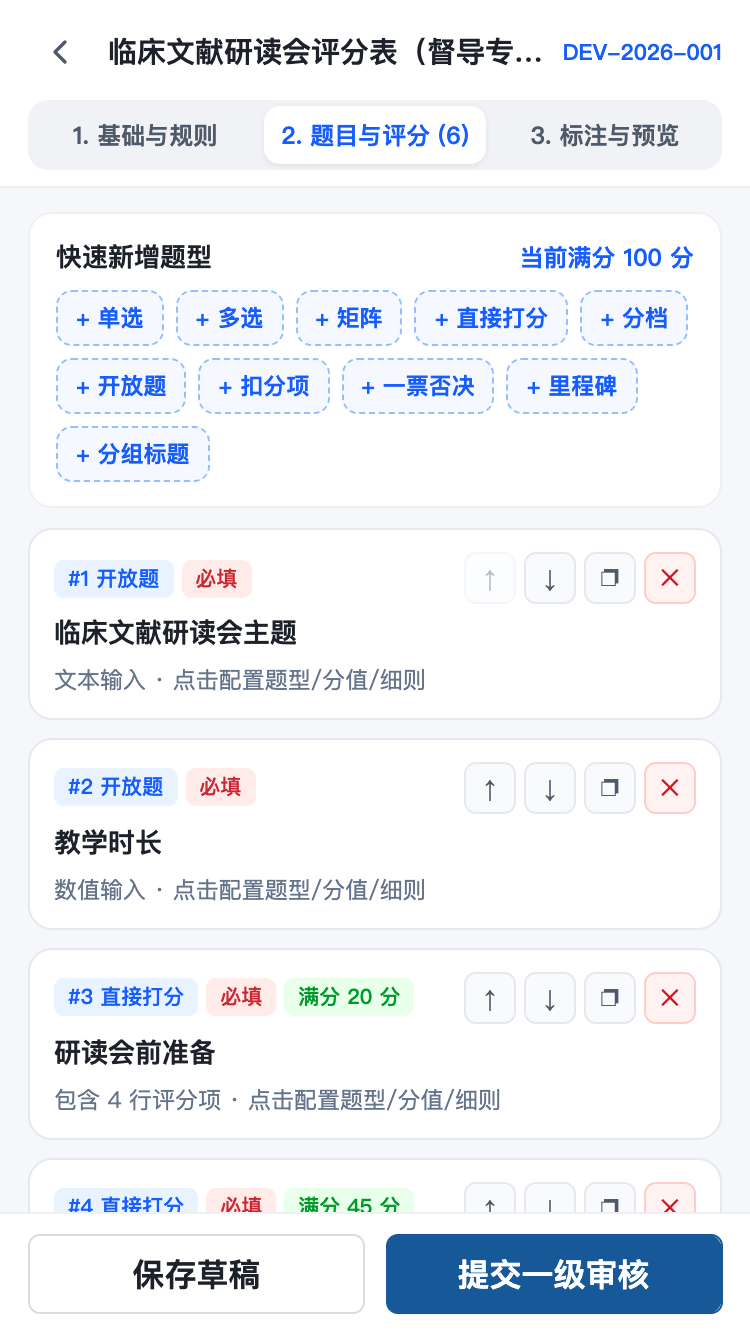 临床文献研读会评分表（督导专... DEV-2026-001
1. 基础与规则 2. 题目与评分 (6) 3. 标注与预览
快速新增题型 当前满分 100 分
+ 单选 + 多选 + 矩阵 + 直接打分 + 分档
+ 开放题 + 扣分项 + 一票否决 + 里程碑
+ 分组标题
#1 开放题 必填
临床文献研读会主题
文本输入 · 点击配置题型/分值/细则
#2 开放题 必填
教学时长
数值输入 · 点击配置题型/分值/细则
#3 直接打分 必填 满分 20 分
研读会前准备
包含 4 行评分项 · 点击配置题型/分值/细则
#4 直接打分 必填 满分 45 分
保存草稿 提交一级审核